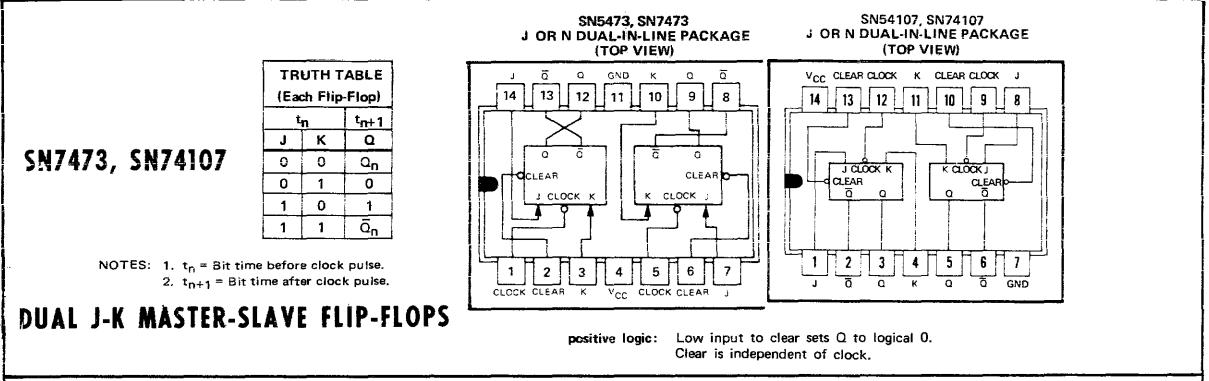 SN7473, SN74107
DUAL J-K MASTER-SLAVE FLIP-FLOPS
TRUTH TABLE
(Each Flip-Flop)
tn tn+1
J K Q
0 0 Qn
0 1 0
1 0 1
1 1 Q̅n
NOTES: 1. tn = Bit time before clock pulse.
2. tn+1 = Bit time after clock pulse.
SN5473, SN7473
J OR N DUAL-IN-LINE PACKAGE
(TOP VIEW)
J Q̅ Q GND K Q Q̅
14 13 12 11 10 9 8
Q Q̅ Q̅ Q
CLEAR CLEAR
J CLOCK K K CLOCK J
1 2 3 4 5 6 7
CLOCK CLEAR K VCC CLOCK CLEAR J
SN54107, SN74107
J OR N DUAL-IN-LINE PACKAGE
(TOP VIEW)
VCC CLEAR CLOCK K CLEAR CLOCK J
14 13 12 11 10 9 8
J CLOCK K K CLOCK J
CLEAR CLEAR
Q̅ Q Q Q̅
1 2 3 4 5 6 7
J Q̅ Q K Q Q̅ GND
positive logic: Low input to clear sets Q to logical 0.
Clear is independent of clock.